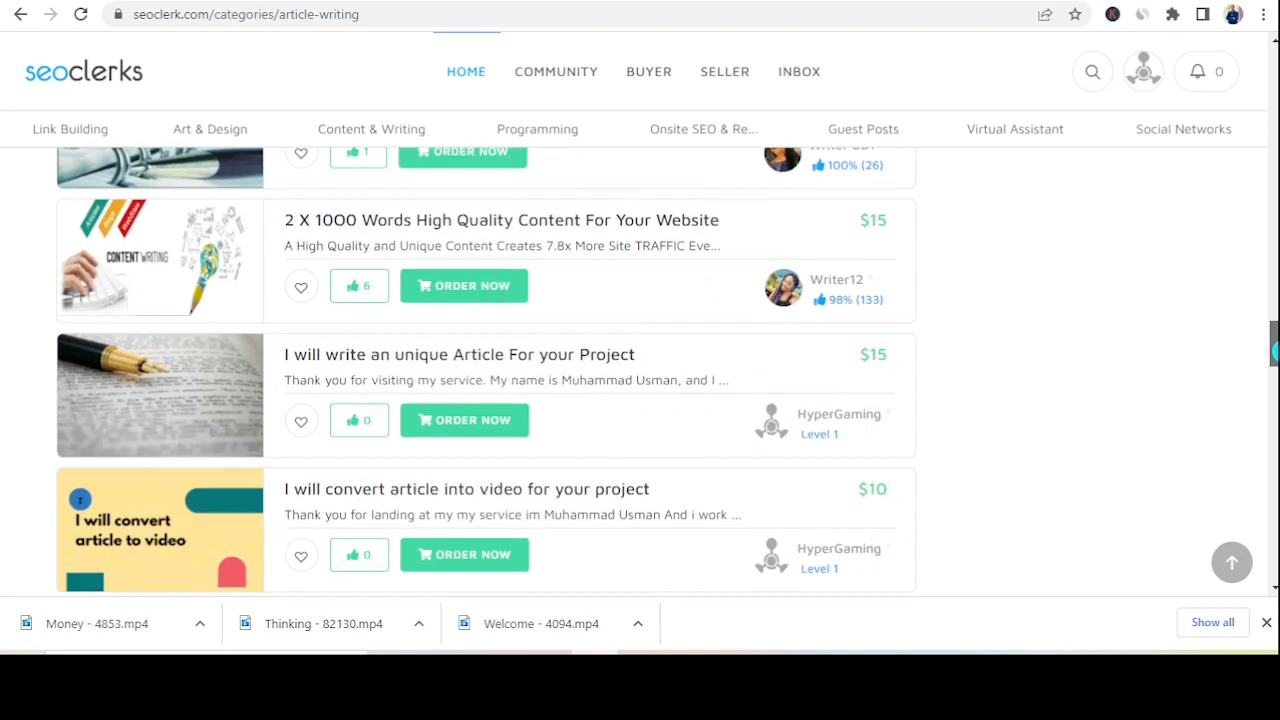 seoclerk.com/categories/article-writing
seoclerks
HOME COMMUNITY BUYER SELLER INBOX
0
Link Building Art & Design Content & Writing Programming Onsite SEO & Re... Guest Posts Virtual Assistant Social Networks
1 ORDER NOW
100% (26)
2 X 1000 Words High Quality Content For Your Website $15
A High Quality and Unique Content Creates 7.8x More Site TRAFFIC Eve...
CONTENT WRITING
6 ORDER NOW
Writer12
98% (133)
I will write an unique Article For your Project $15
Thank you for visiting my service. My name is Muhammad Usman, and I ...
0 ORDER NOW
HyperGaming
Level 1
I will convert
article to video
I will convert article into video for your project $10
Thank you for landing at my my service im Muhammad Usman And i work ...
0 ORDER NOW
HyperGaming
Level 1
Money - 4853.mp4 Thinking - 82130.mp4 Welcome - 4094.mp4 Show all